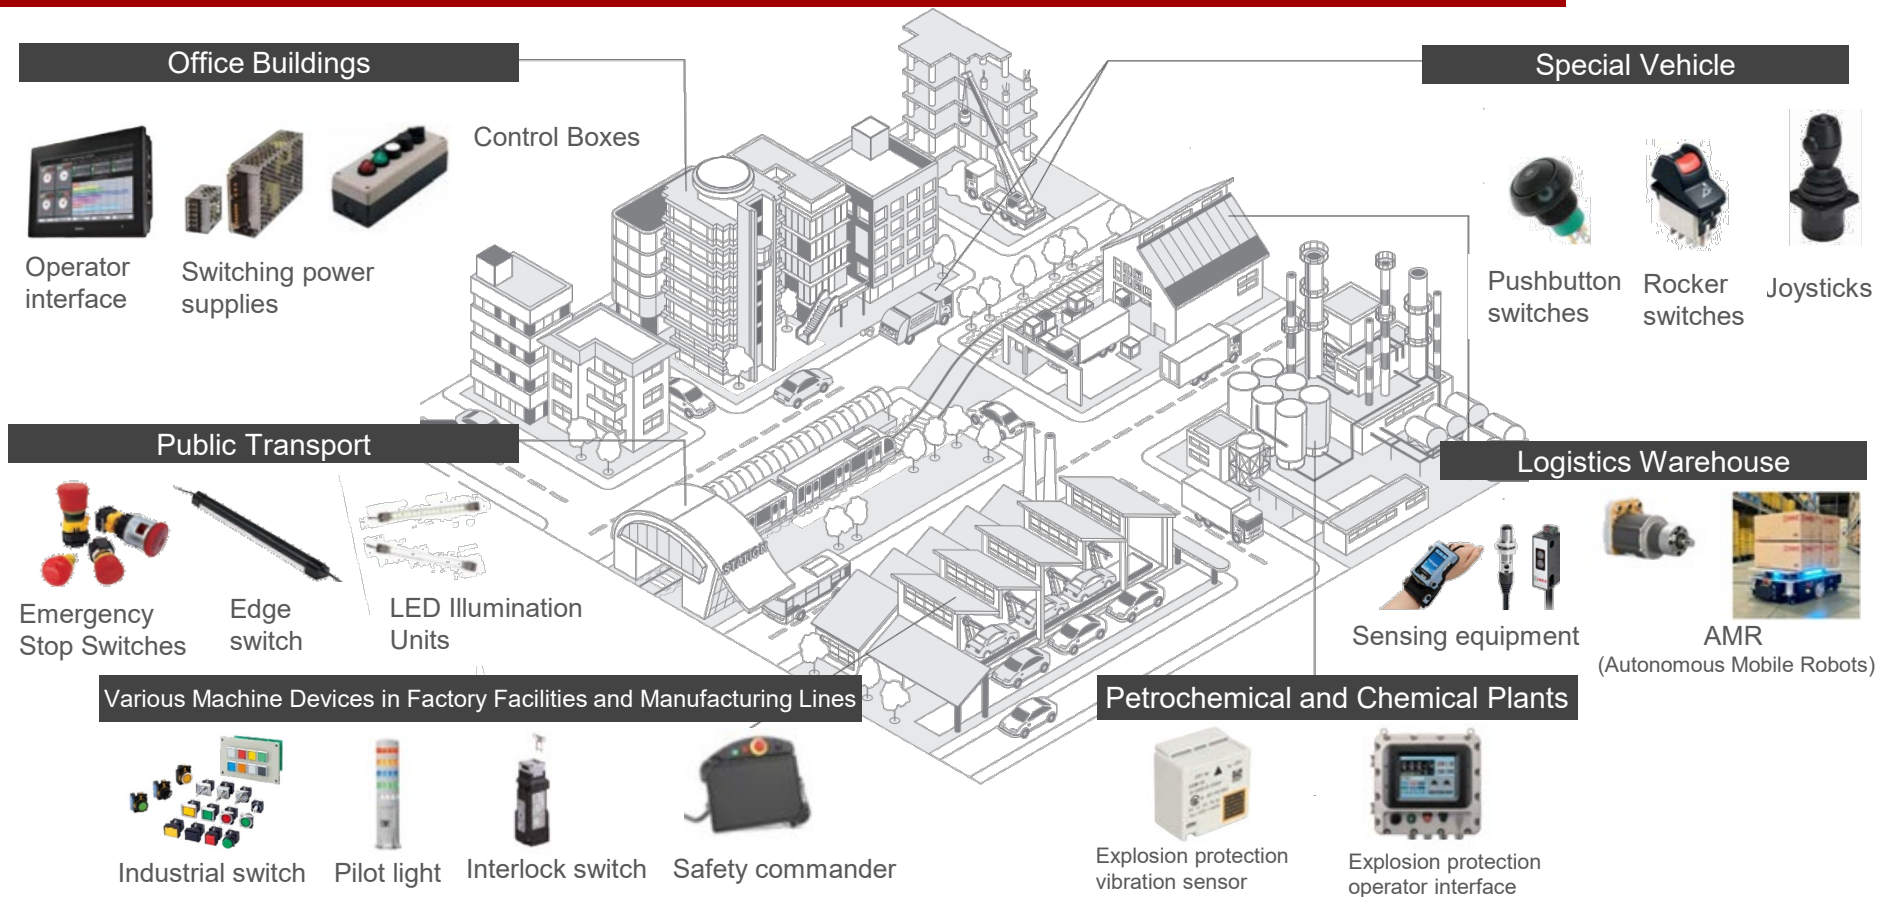 Office Buildings
Control Boxes
Operator
interface
Switching power
supplies
Special Vehicle
Pushbutton
switches
Rocker
switches
Joysticks
Public Transport
Emergency
Stop Switches
Edge
switch
LED Illumination
Units
STATION
Logistics Warehouse
Sensing equipment
AMR
(Autonomous Mobile Robots)
Various Machine Devices in Factory Facilities and Manufacturing Lines
Industrial switch
Pilot light
Interlock switch
Safety commander
Petrochemical and Chemical Plants
Explosion protection
vibration sensor
Explosion protection
operator interface